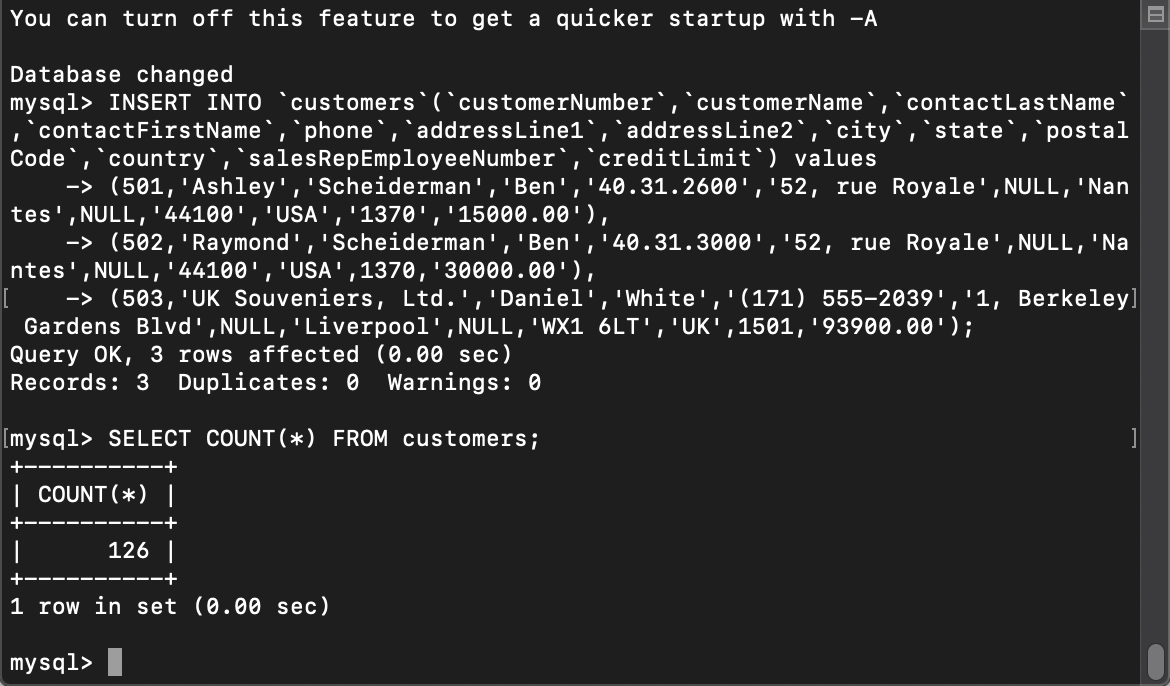 You can turn off this feature to get a quicker startup with -A
Database changed
mysql> INSERT INTO `customers`(`customerNumber`,`customerName`,`contactLastName`
,`contactFirstName`,`phone`,`addressLine1`,`addressLine2`,`city`,`state`,`postal
Code`,`country`,`salesRepEmployeeNumber`,`creditLimit`) values
    -> (501,'Ashley','Scheiderman','Ben','40.31.2600','52, rue Royale',NULL,'Nan
tes',NULL,'44100','USA','1370','15000.00'),
    -> (502,'Raymond','Scheiderman','Ben','40.31.3000','52, rue Royale',NULL,'Na
ntes',NULL,'44100','USA',1370,'30000.00'),
[    -> (503,'UK Souveniers, Ltd.','Daniel','White','(171) 555-2039','1, Berkeley]
 Gardens Blvd',NULL,'Liverpool',NULL,'WX1 6LT','UK',1501,'93900.00');
Query OK, 3 rows affected (0.00 sec)
Records: 3  Duplicates: 0  Warnings: 0
[mysql> SELECT COUNT(*) FROM customers; ]
+----------+
| COUNT(*) |
+----------+
|      126 |
+----------+
1 row in set (0.00 sec)
mysql>